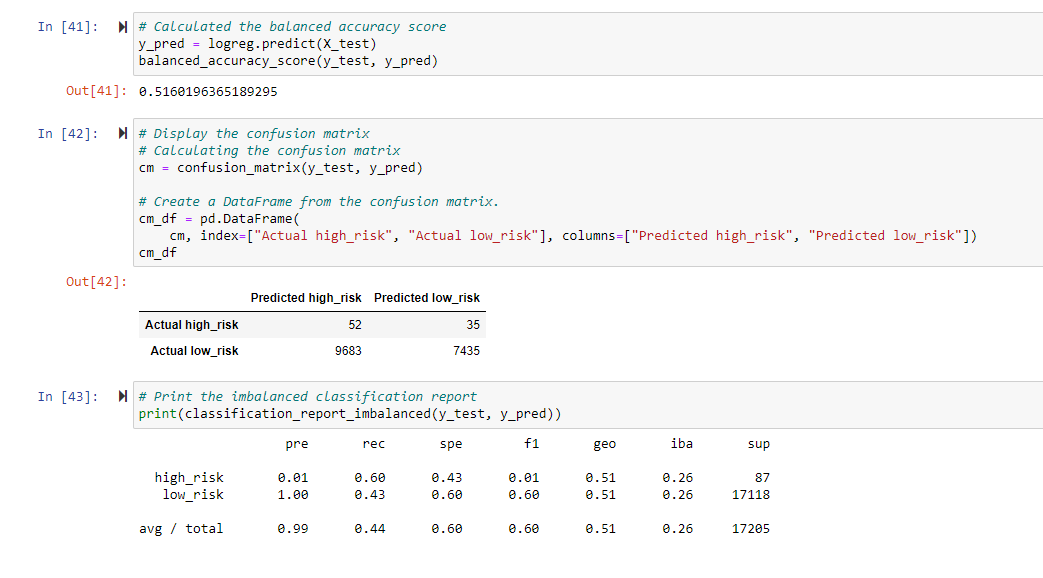 In [41]: # Calculated the balanced accuracy score
y_pred = logreg.predict(X_test)
balanced_accuracy_score(y_test, y_pred)
Out[41]: 0.5160196365189295
In [42]: # Display the confusion matrix
# Calculating the confusion matrix
cm = confusion_matrix(y_test, y_pred)
# Create a DataFrame from the confusion matrix.
cm_df = pd.DataFrame(
cm, index=["Actual high_risk", "Actual low_risk"], columns=["Predicted high_risk", "Predicted low_risk"])
cm_df
Out[42]:
Predicted high_risk Predicted low_risk
Actual high_risk 52 35
Actual low_risk 9683 7435
In [43]: # Print the imbalanced classification report
print(classification_report_imbalanced(y_test, y_pred))
pre rec spe f1 geo iba sup
high_risk 0.01 0.60 0.43 0.01 0.51 0.26 87
low_risk 1.00 0.43 0.60 0.60 0.51 0.26 17118
avg / total 0.99 0.44 0.60 0.60 0.51 0.26 17205